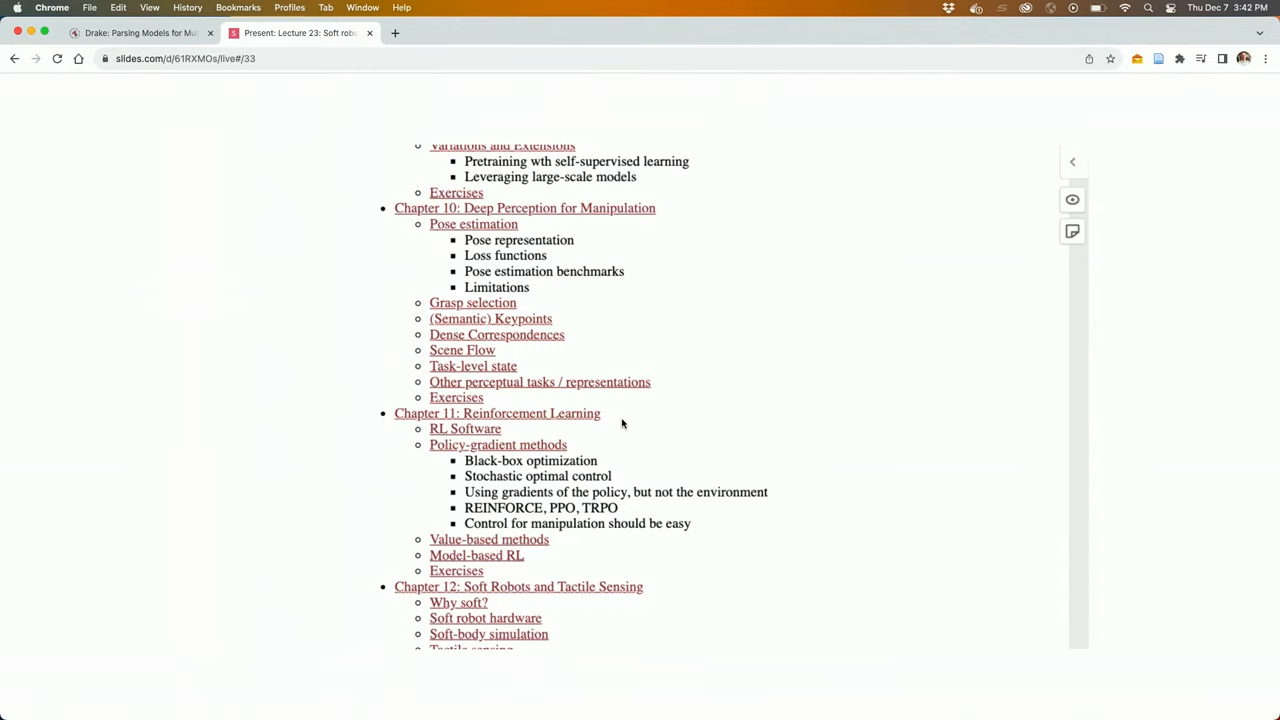 Chrome File Edit View History Bookmarks Profiles Tab Window Help Thu Dec 7 3:42 PM
Drake: Parsing Models for Mul Present: Lecture 23: Soft robo
slides.com/d/61RXMOs/live#/33
Variations and Extensions
Pretraining wth self-supervised learning
Leveraging large-scale models
Exercises
Chapter 10: Deep Perception for Manipulation
Pose estimation
Pose representation
Loss functions
Pose estimation benchmarks
Limitations
Grasp selection
(Semantic) Keypoints
Dense Correspondences
Scene Flow
Task-level state
Other perceptual tasks / representations
Exercises
Chapter 11: Reinforcement Learning
RL Software
Policy-gradient methods
Black-box optimization
Stochastic optimal control
Using gradients of the policy, but not the environment
REINFORCE, PPO, TRPO
Control for manipulation should be easy
Value-based methods
Model-based RL
Exercises
Chapter 12: Soft Robots and Tactile Sensing
Why soft?
Soft robot hardware
Soft-body simulation
Tactile sensing